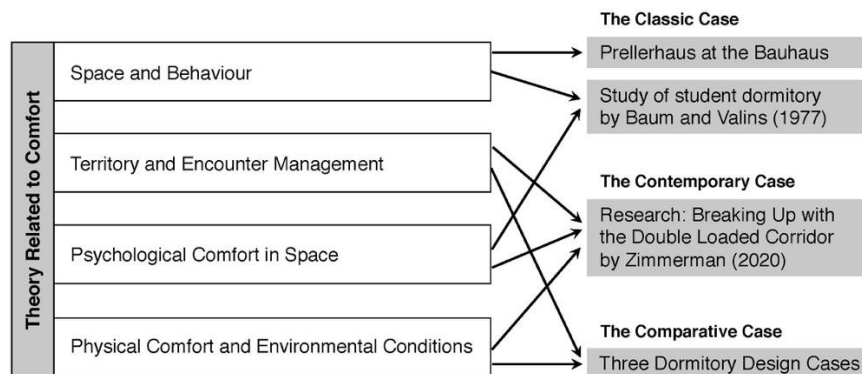 Theory Related to Comfort
Space and Behaviour
Territory and Encounter Management
Psychological Comfort in Space
Physical Comfort and Environmental Conditions
The Classic Case
Prellerhaus at the Bauhaus
Study of student dormitory
by Baum and Valins (1977)
The Contemporary Case
Research: Breaking Up with
the Double Loaded Corridor
by Zimmerman (2020)
The Comparative Case
Three Dormitory Design Cases